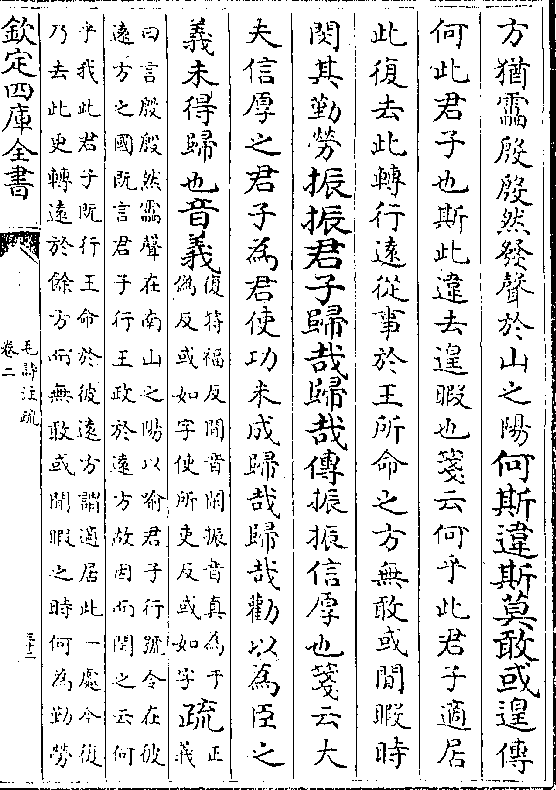 方猶靁殷殷然發聲於山之陽何斯違斯莫敢或遑傳
何此君子也斯此違去遑暇也箋云何乎此君子適居
此復去此轉行遠從事於王所命之方無敢或閒暇時
閔其勤勞振振君子歸哉歸哉傳振振信厚也箋云大
夫信厚之君子為君使功未成歸哉歸哉勸以為臣之
義未得歸也音義復特福反閒音閑振音真為于
偽反或如字使所吏反或如字疏正
義
曰言殷殷然靁聲在南山之陽以喻君子行號令在彼
遠方之國既言君子行王政於遠方故因而閔之云何
乎我此君子既行王命於彼遠方謂適居此一處今復
乃去此更轉遠於餘方而無敢或閒暇之時何為勤勞
欽定四庫全書
毛詩注疏
卷二
三十二